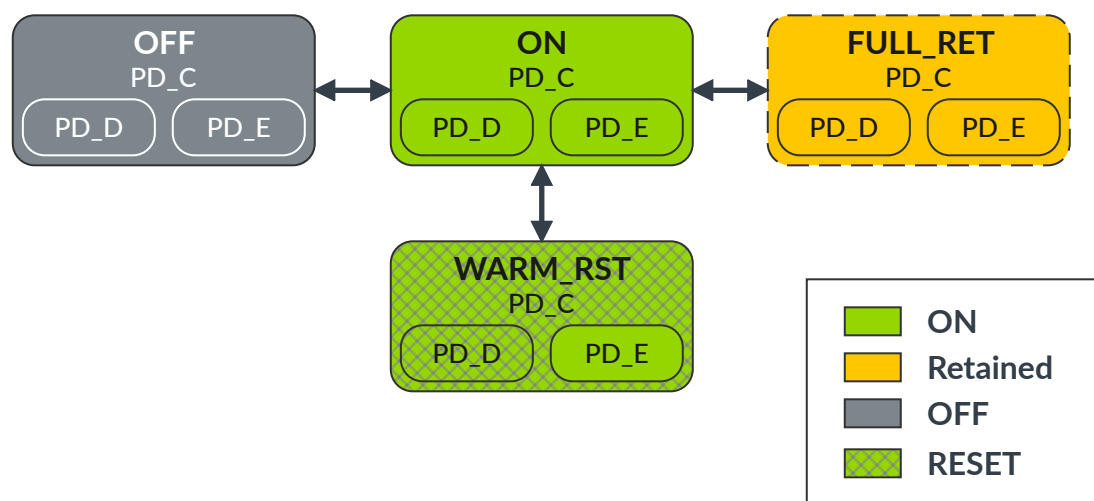 OFF
PD_C
PD_D
PD_E
ON
PD_C
PD_D
PD_E
FULL_RET
PD_C
PD_D
PD_E
WARM_RST
PD_C
PD_D
PD_E
ON
Retained
OFF
RESET